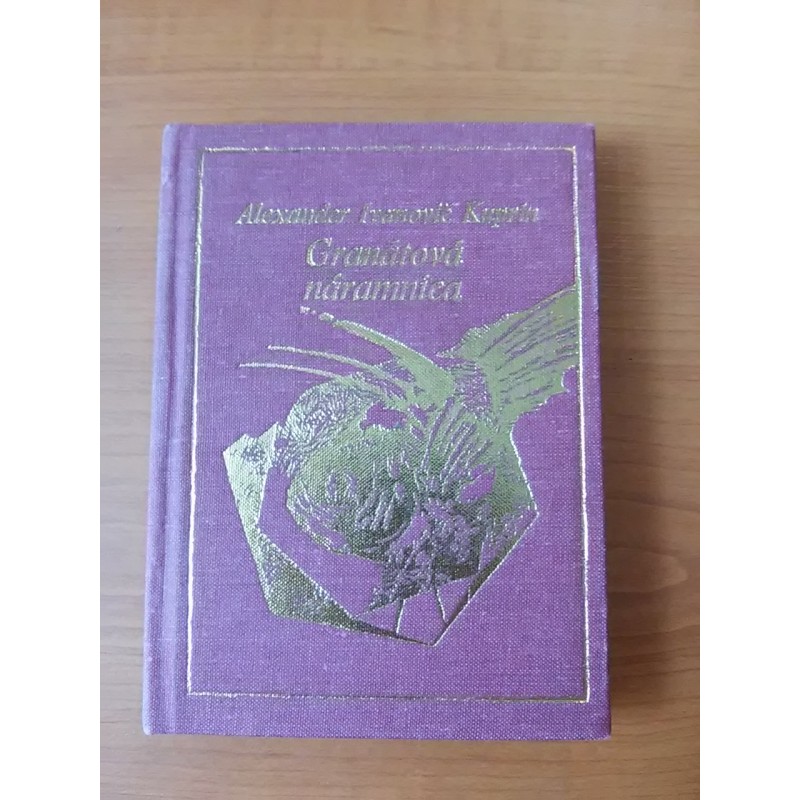 Alexander Ivanovič Kuprin
Granátová
náramnica